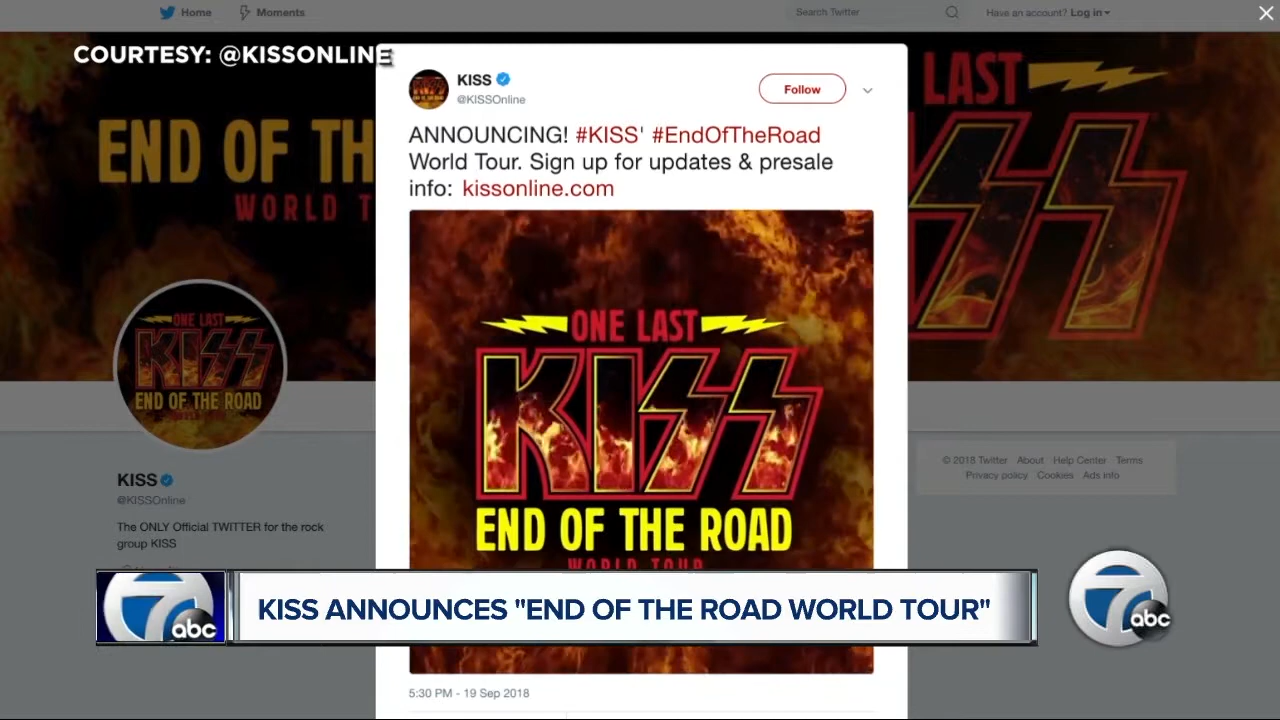 Home Moments Search Twitter Have an account? Log in
COURTESY: @KISSONLINE
KISS
@KISSOnline
Follow
ANNOUNCING! #KISS' #EndOfTheRoad
World Tour. Sign up for updates & presale
info: kissonline.com
END OF TH
WORLD T
LAST
KISS
ONE LAST
KISS
END OF THE ROAD
WORLD TOUR
ONE LAST
KISS
END OF THE ROAD
KISS
@KISSOnline
The ONLY Official TWITTER for the rock
group KISS
© 2018 Twitter About Help Center Terms
Privacy policy Cookies Ads info
7 abc
KISS ANNOUNCES "END OF THE ROAD WORLD TOUR"
7 abc
5:30 PM - 19 Sep 2018